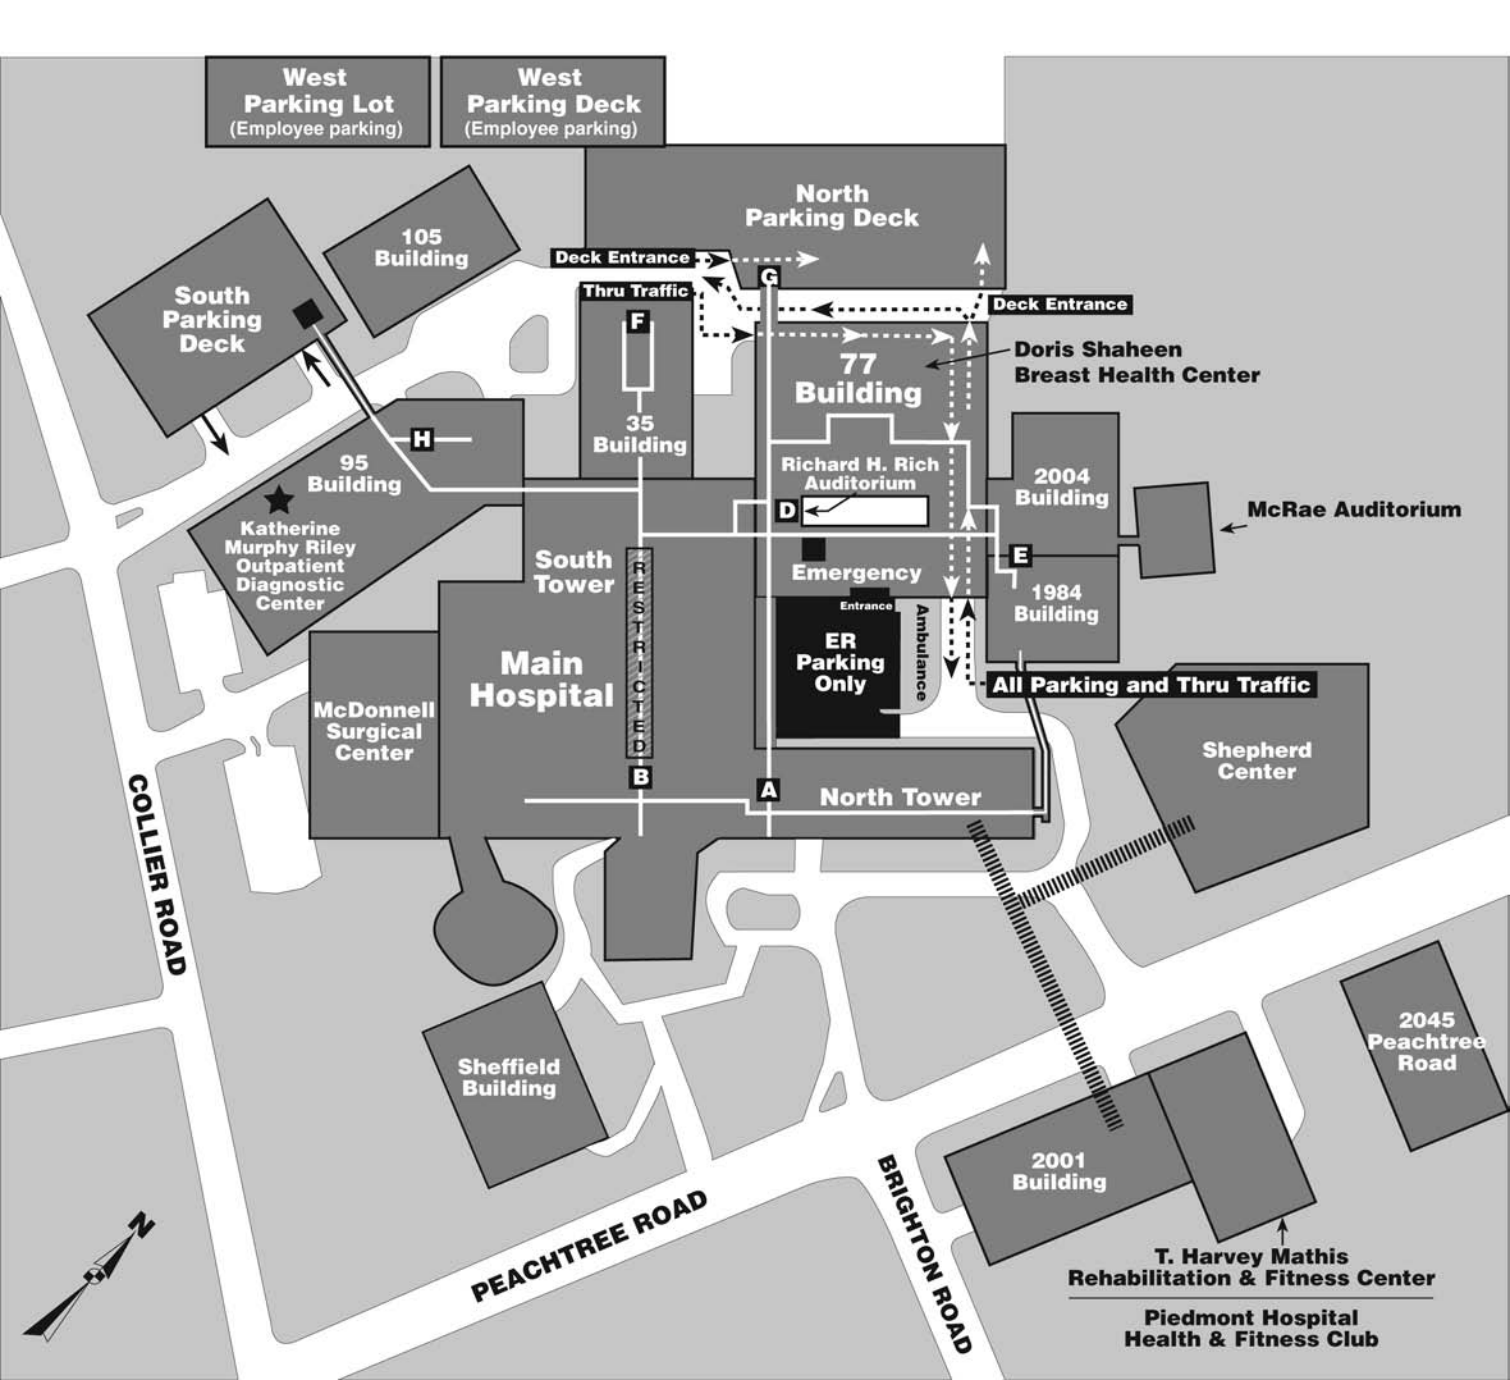 West
Parking Lot
(Employee parking)
West
Parking Deck
(Employee parking)
North
Parking Deck
105
Building
Deck Entrance
G
South
Parking
Deck
Thru Traffic
Deck Entrance
F
Doris Shaheen
Breast Health Center
77
Building
H
35
Building
95
Building
Richard H. Rich
Auditorium
2004
Building
D
McRae Auditorium
Katherine
Murphy Riley
Outpatient
Diagnostic
Center
South
Tower
RESTRICTED
E
Emergency
1984
Building
Entrance
Ambulance
ER
Parking
Only
Main
Hospital
All Parking and Thru Traffic
McDonnell
Surgical
Center
Shepherd
Center
B
A
North Tower
COLLIER ROAD
2045
Peachtree
Road
Sheffield
Building
2001
Building
PEACHTREE ROAD
BRIGHTON ROAD
N
T. Harvey Mathis
Rehabilitation & Fitness Center
Piedmont Hospital
Health & Fitness Club